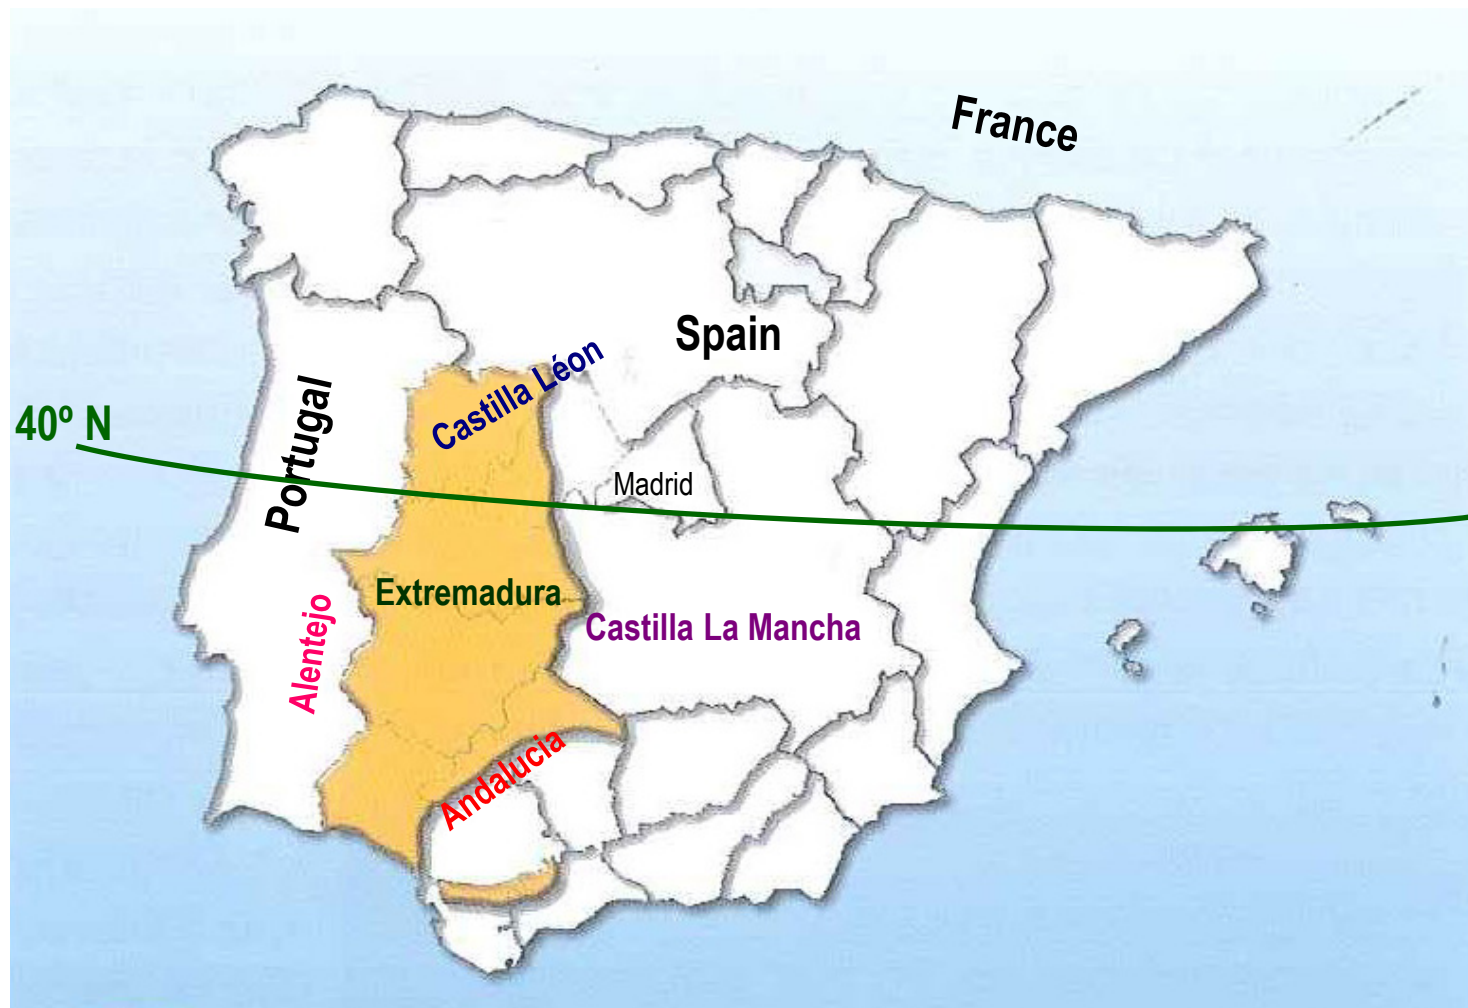 France
Spain
Castilla Léon
Portugal
40º N
Madrid
Extremadura
Alentejo
Castilla La Mancha
Andalucia